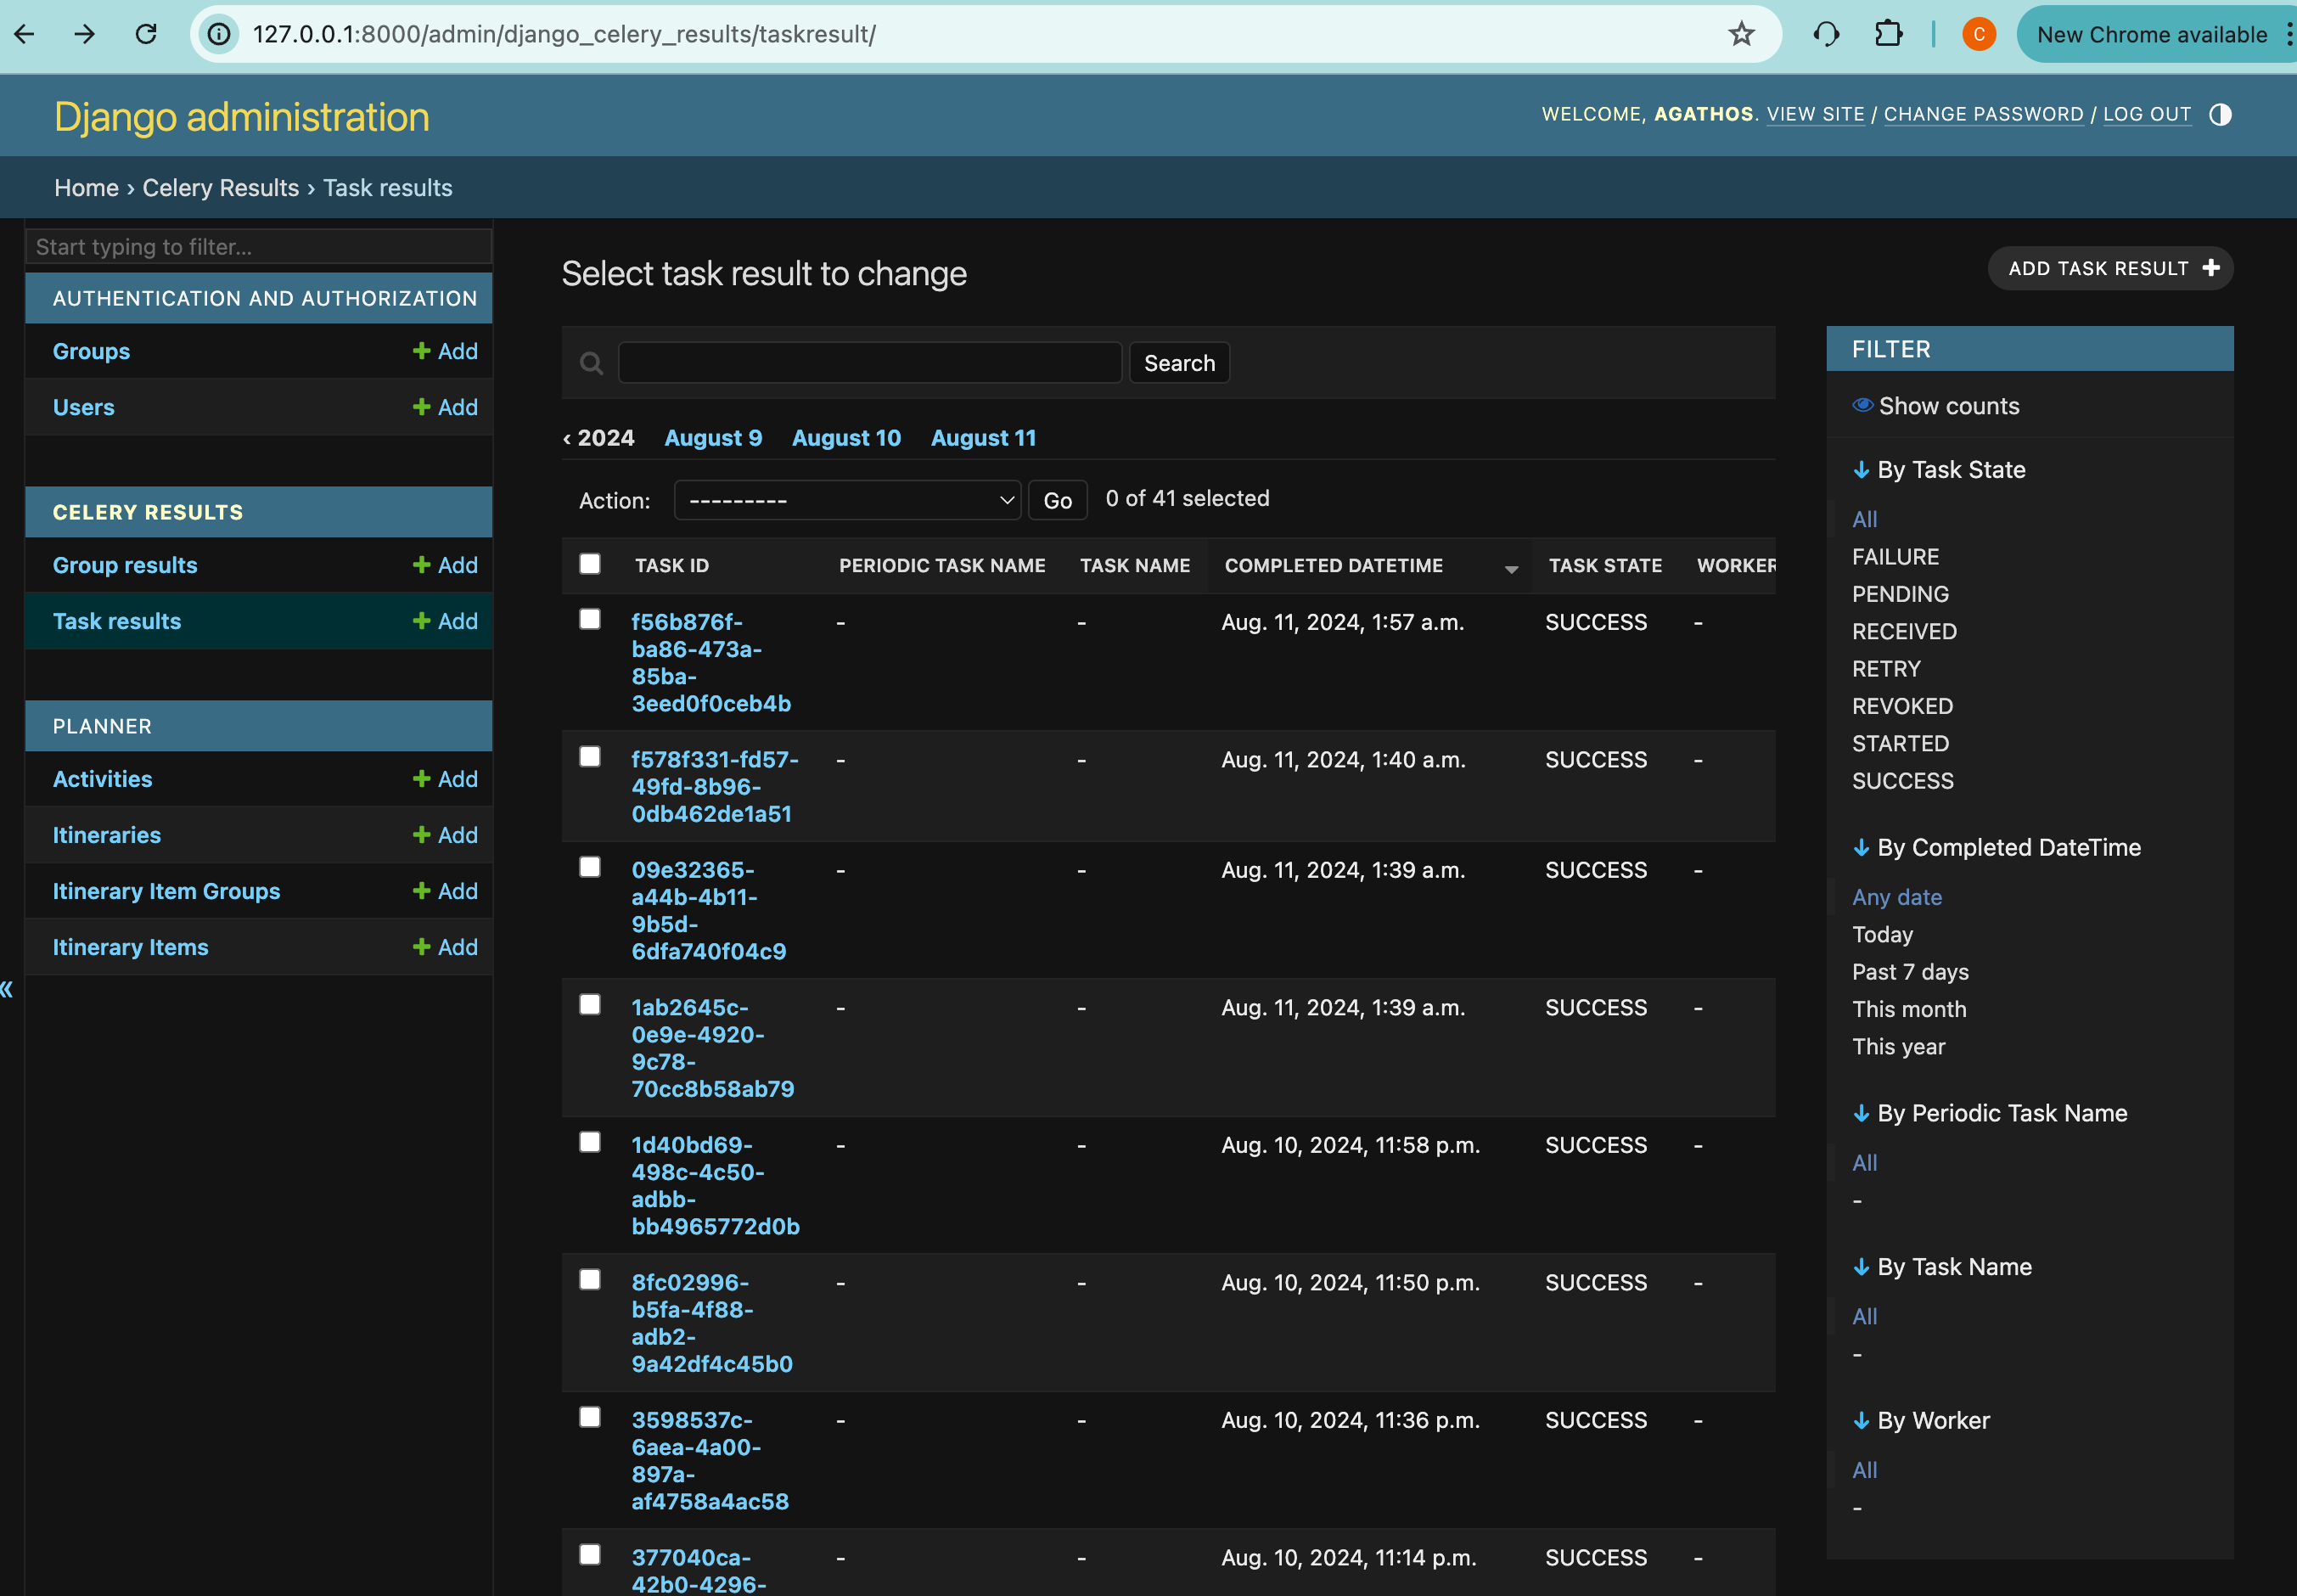 127.0.0.1:8000/admin/django_celery_results/taskresult/
C
New Chrome available
Django administration
WELCOME, AGATHOS. VIEW SITE / CHANGE PASSWORD / LOG OUT
Home › Celery Results › Task results
Start typing to filter...
AUTHENTICATION AND AUTHORIZATION
Groups + Add
Users + Add
CELERY RESULTS
Group results + Add
Task results + Add
PLANNER
Activities + Add
Itineraries + Add
Itinerary Item Groups + Add
Itinerary Items + Add
«
Select task result to change
ADD TASK RESULT +
Search
‹ 2024 August 9 August 10 August 11
Action: --------- Go 0 of 41 selected
TASK ID PERIODIC TASK NAME TASK NAME COMPLETED DATETIME TASK STATE WORKER
f56b876f- - - Aug. 11, 2024, 1:57 a.m. SUCCESS -
ba86-473a-
85ba-
3eed0f0ceb4b
f578f331-fd57- - - Aug. 11, 2024, 1:40 a.m. SUCCESS -
49fd-8b96-
0db462de1a51
09e32365- - - Aug. 11, 2024, 1:39 a.m. SUCCESS -
a44b-4b11-
9b5d-
6dfa740f04c9
1ab2645c- - - Aug. 11, 2024, 1:39 a.m. SUCCESS -
0e9e-4920-
9c78-
70cc8b58ab79
1d40bd69- - - Aug. 10, 2024, 11:58 p.m. SUCCESS -
498c-4c50-
adbb-
bb4965772d0b
8fc02996- - - Aug. 10, 2024, 11:50 p.m. SUCCESS -
b5fa-4f88-
adb2-
9a42df4c45b0
3598537c- - - Aug. 10, 2024, 11:36 p.m. SUCCESS -
6aea-4a00-
897a-
af4758a4ac58
377040ca- - - Aug. 10, 2024, 11:14 p.m. SUCCESS -
42b0-4296-
FILTER
Show counts
↓ By Task State
All
FAILURE
PENDING
RECEIVED
RETRY
REVOKED
STARTED
SUCCESS
↓ By Completed DateTime
Any date
Today
Past 7 days
This month
This year
↓ By Periodic Task Name
All
-
↓ By Task Name
All
-
↓ By Worker
All
-